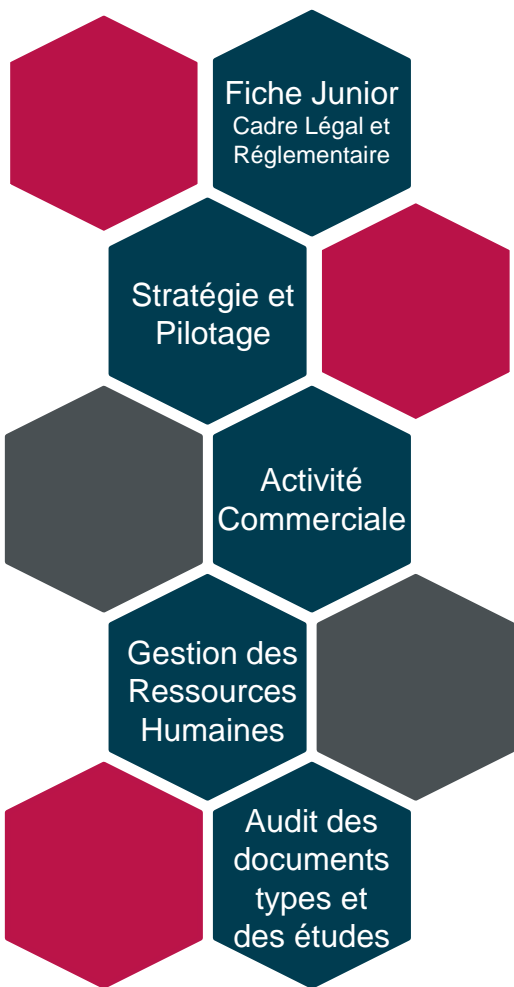 Fiche Junior
Cadre Légal et
Réglementaire
Stratégie et
Pilotage
Activité
Commerciale
Gestion des
Ressources
Humaines
Audit des
documents
types et
des études